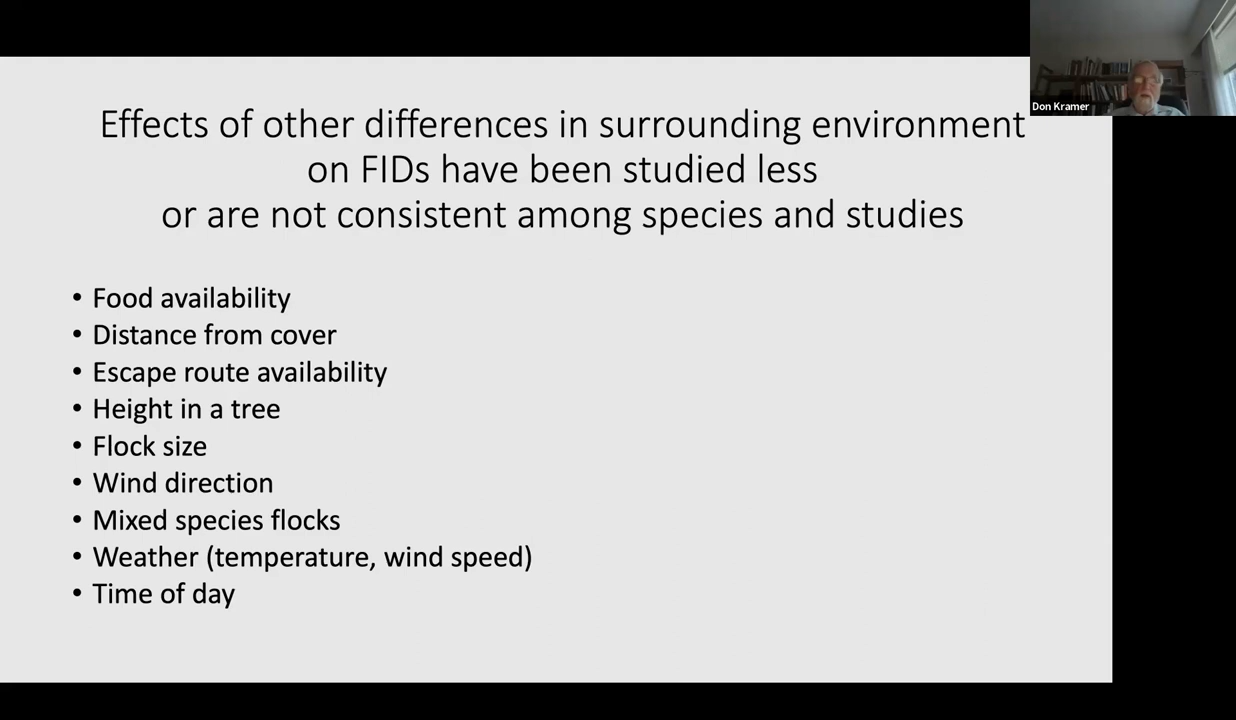 Don Kramer
Effects of other differences in surrounding environment
on FIDs have been studied less
or are not consistent among species and studies
• Food availability
• Distance from cover
• Escape route availability
• Height in a tree
• Flock size
• Wind direction
• Mixed species flocks
• Weather (temperature, wind speed)
• Time of day